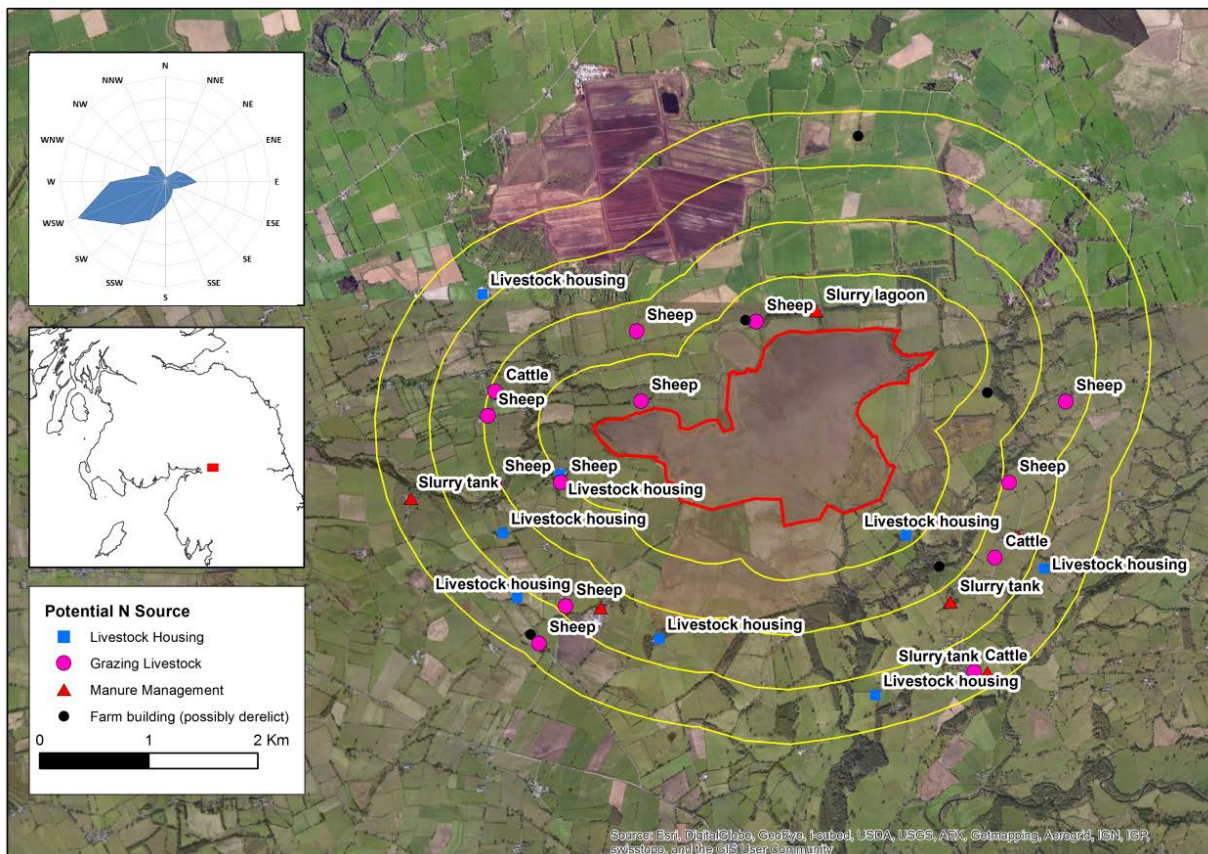 N
NNW
NNE
NW
NE
WNW
ENE
W
E
WSW
ESE
SW
SE
SSW
SSE
S
Potential N Source
Livestock Housing
Grazing Livestock
Manure Management
Farm building (possibly derelict)
0 1 2 Km
Livestock housing
Slurry lagoon
Sheep
Sheep
Cattle
Sheep
Sheep
Sheep
Sheep
Sheep
Slurry tank
Livestock housing
Sheep
Livestock housing
Livestock housing
Cattle
Livestock housing
Livestock housing
Sheep
Slurry tank
Sheep
Livestock housing
Slurry tank
Cattle
Livestock housing
Source: Esri, DigitalGlobe, GeoEye, i-cubed, USDA, USGS, AEX, Getmapping, Aerogrid, IGN, IGP,
swisstopo, and the GIS User Community